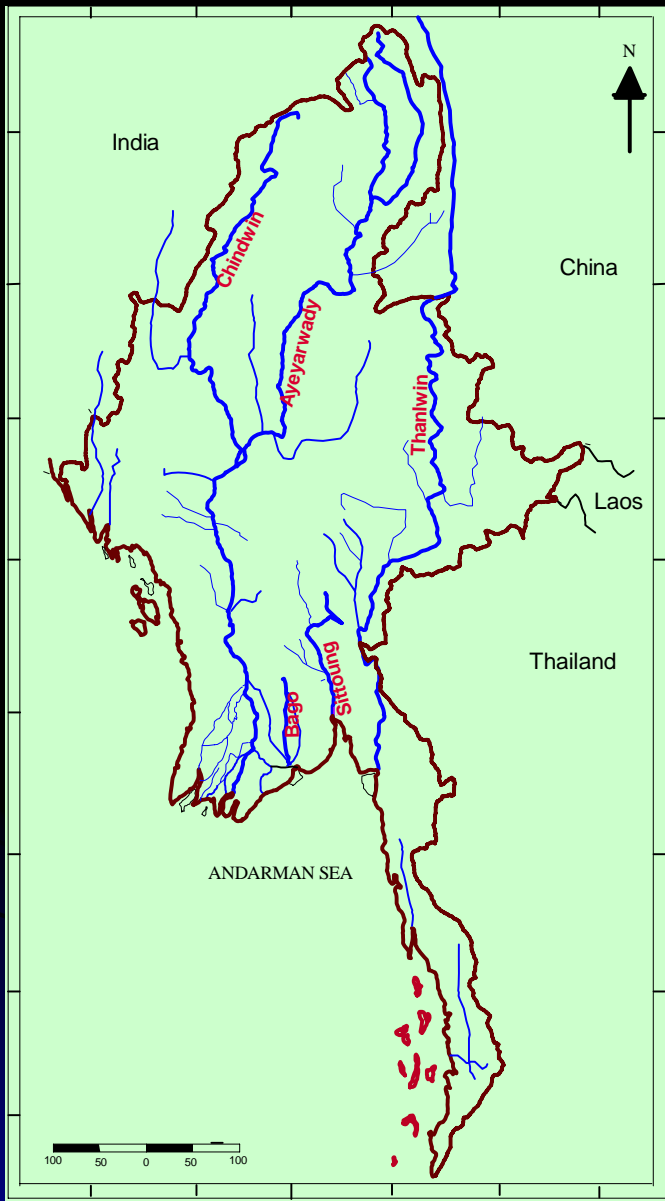 N
India
China
Chindwin
Ayeyarwady
Thanlwin
Laos
Thailand
Sittoung
Bago
ANDARMAN SEA
100 50 0 50 100